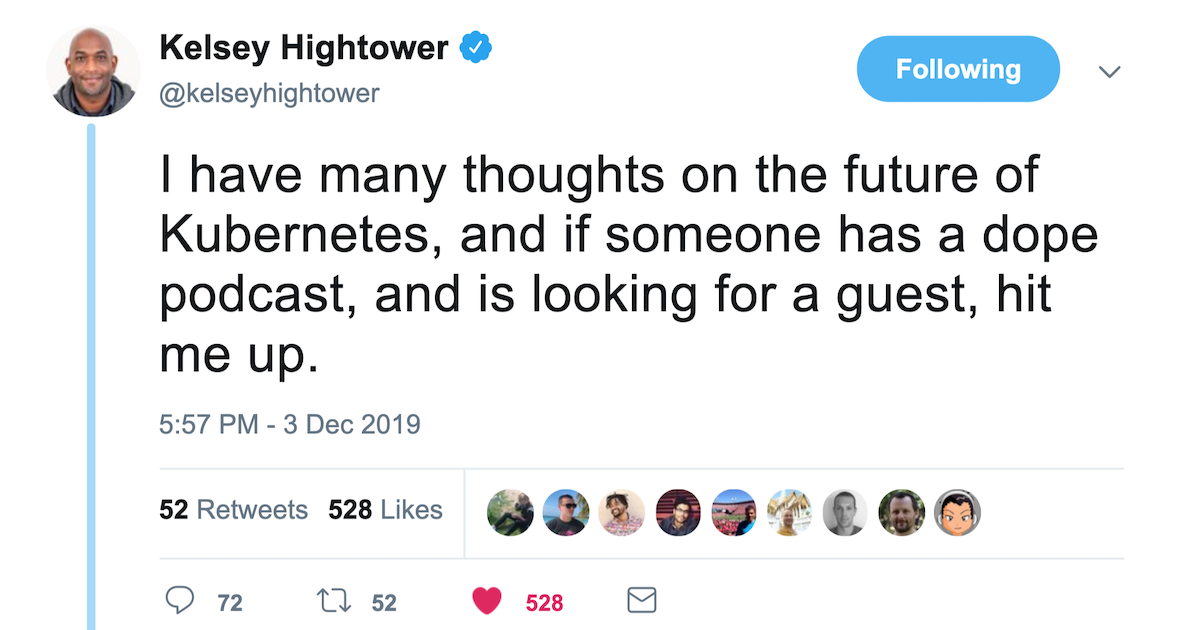 Kelsey Hightower
@kelseyhightower
Following
I have many thoughts on the future of
Kubernetes, and if someone has a dope
podcast, and is looking for a guest, hit
me up.
5:57 PM - 3 Dec 2019
52 Retweets 528 Likes
72 52 528